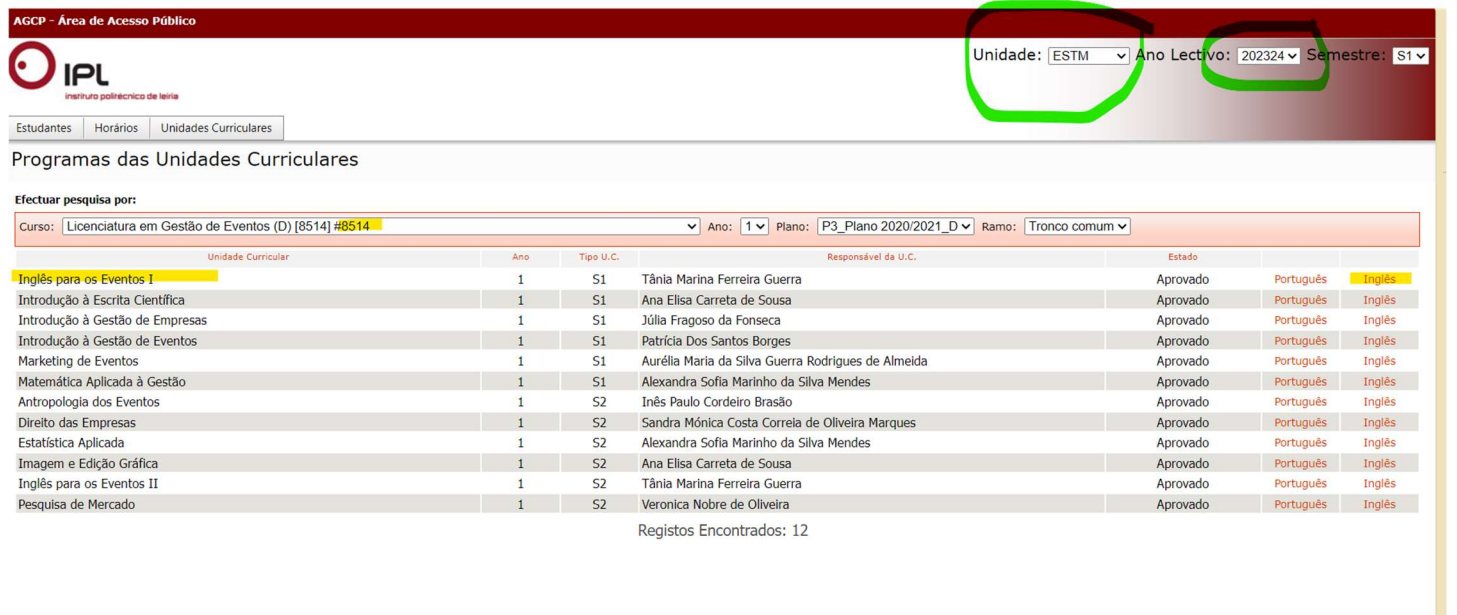 AGCP - Área de Acesso Público
Unidade: ESTM Ano Lectivo: 202324 Semestre: S1
IPL
instituto politécnico de leiria
Estudantes Horários Unidades Curriculares
Programas das Unidades Curriculares
Efectuar pesquisa por:
Curso: Licenciatura em Gestão de Eventos (D) [8514] #8514 Ano: 1 Plano: P3_Plano 2020/2021_D Ramo: Tronco comum
Unidade Curricular Ano Tipo U.C. Responsável da U.C. Estado
Inglês para os Eventos I 1 S1 Tânia Marina Ferreira Guerra Aprovado Português Inglês
Introdução à Escrita Científica 1 S1 Ana Elisa Carreta de Sousa Aprovado Português Inglês
Introdução à Gestão de Empresas 1 S1 Júlia Fragoso da Fonseca Aprovado Português Inglês
Introdução à Gestão de Eventos 1 S1 Patrícia Dos Santos Borges Aprovado Português Inglês
Marketing de Eventos 1 S1 Aurélia Maria da Silva Guerra Rodrigues de Almeida Aprovado Português Inglês
Matemática Aplicada à Gestão 1 S1 Alexandra Sofia Marinho da Silva Mendes Aprovado Português Inglês
Antropologia dos Eventos 1 S2 Inês Paulo Cordeiro Brasão Aprovado Português Inglês
Direito das Empresas 1 S2 Sandra Mónica Costa Correia de Oliveira Marques Aprovado Português Inglês
Estatística Aplicada 1 S2 Alexandra Sofia Marinho da Silva Mendes Aprovado Português Inglês
Imagem e Edição Gráfica 1 S2 Ana Elisa Carreta de Sousa Aprovado Português Inglês
Inglês para os Eventos II 1 S2 Tânia Marina Ferreira Guerra Aprovado Português Inglês
Pesquisa de Mercado 1 S2 Veronica Nobre de Oliveira Aprovado Português Inglês
Registos Encontrados: 12